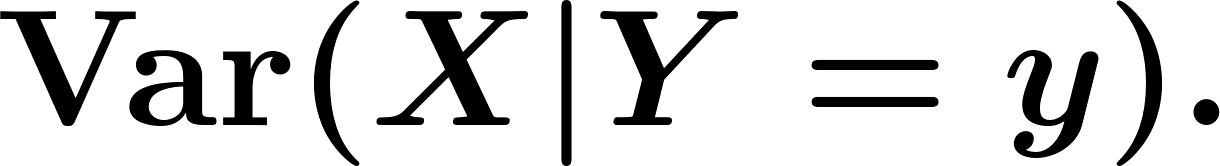 Var(X|Y = y).